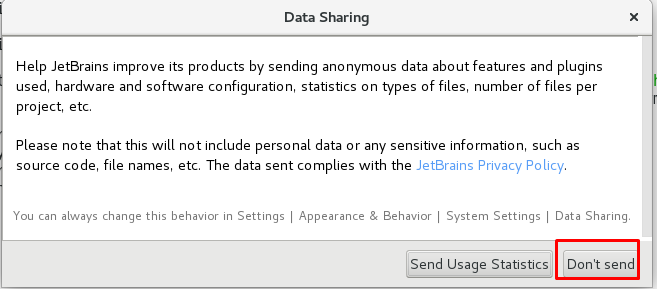 Data Sharing
Help JetBrains improve its products by sending anonymous data about features and plugins
used, hardware and software configuration, statistics on types of files, number of files per
project, etc.
Please note that this will not include personal data or any sensitive information, such as
source code, file names, etc. The data sent complies with the JetBrains Privacy Policy.
You can always change this behavior in Settings | Appearance & Behavior | System Settings | Data Sharing.
Send Usage Statistics
Don't send